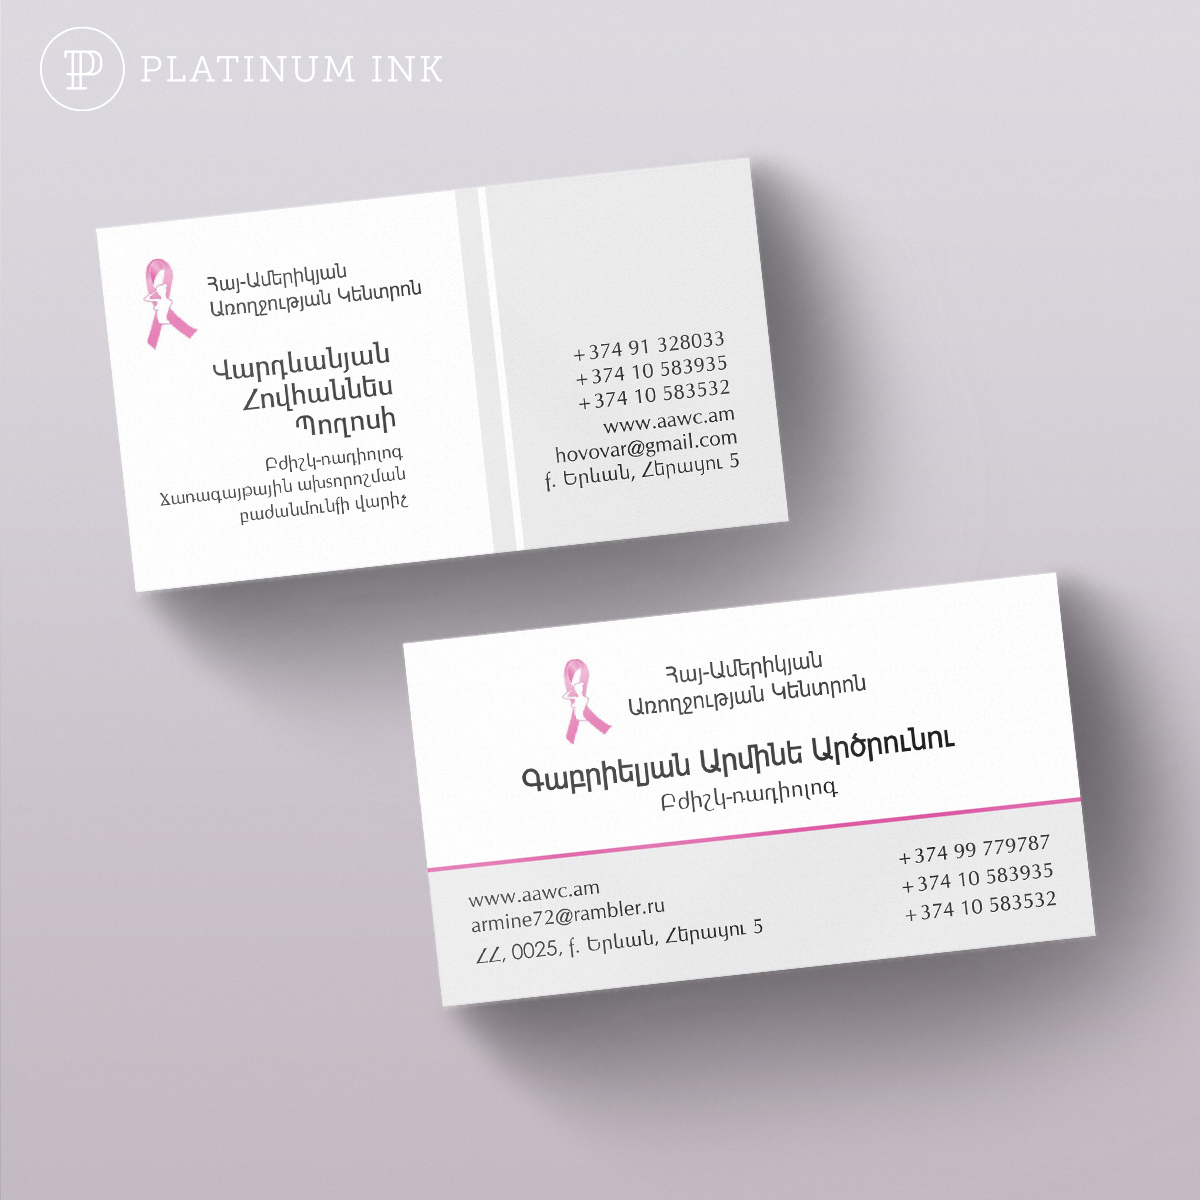 PLATINUM INK
Հայ-Ամերիկյան
Առողջության Կենտրոն
Վարդևանյան
Հովհաննես
Պողոսի
Բժիշկ-ռադիոլոգ
Ճառագայթային ախտորոշման
բաժանմունքի վարիչ
+374 91 328033
+374 10 583935
+374 10 583532
www.aawc.am
hovovar@gmail.com
ք. Երևան, Հերացու 5
Հայ-Ամերիկյան
Առողջության Կենտրոն
Գաբրիելյան Արմինե Արծրունու
Բժիշկ-ռադիոլոգ
www.aawc.am
armine72@rambler.ru
ՀՀ, 0025, ք. Երևան, Հերացու 5
+374 99 779787
+374 10 583935
+374 10 583532